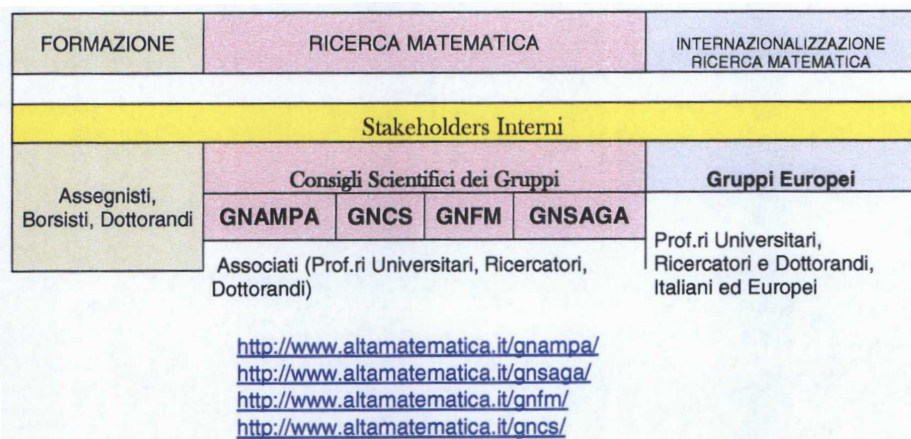 FORMAZIONE
RICERCA MATEMATICA
INTERNAZIONALIZZAZIONE
RICERCA MATEMATICA
Stakeholders Interni
Assegnisti,
Borsisti, Dottorandi
Consigli Scientifici dei Gruppi
GNAMPA GNCS GNFM GNSAGA
Associati (Prof.ri Universitari, Ricercatori,
Dottorandi)
Gruppi Europei
Prof.ri Universitari,
Ricercatori e Dottorandi,
Italiani ed Europei
http://www.altamatematica.it/gnampa/
http://www.altamatematica.it/gnsaga/
http://www.altamatematica.it/gnfm/
http://www.altamatematica.it/gncs/